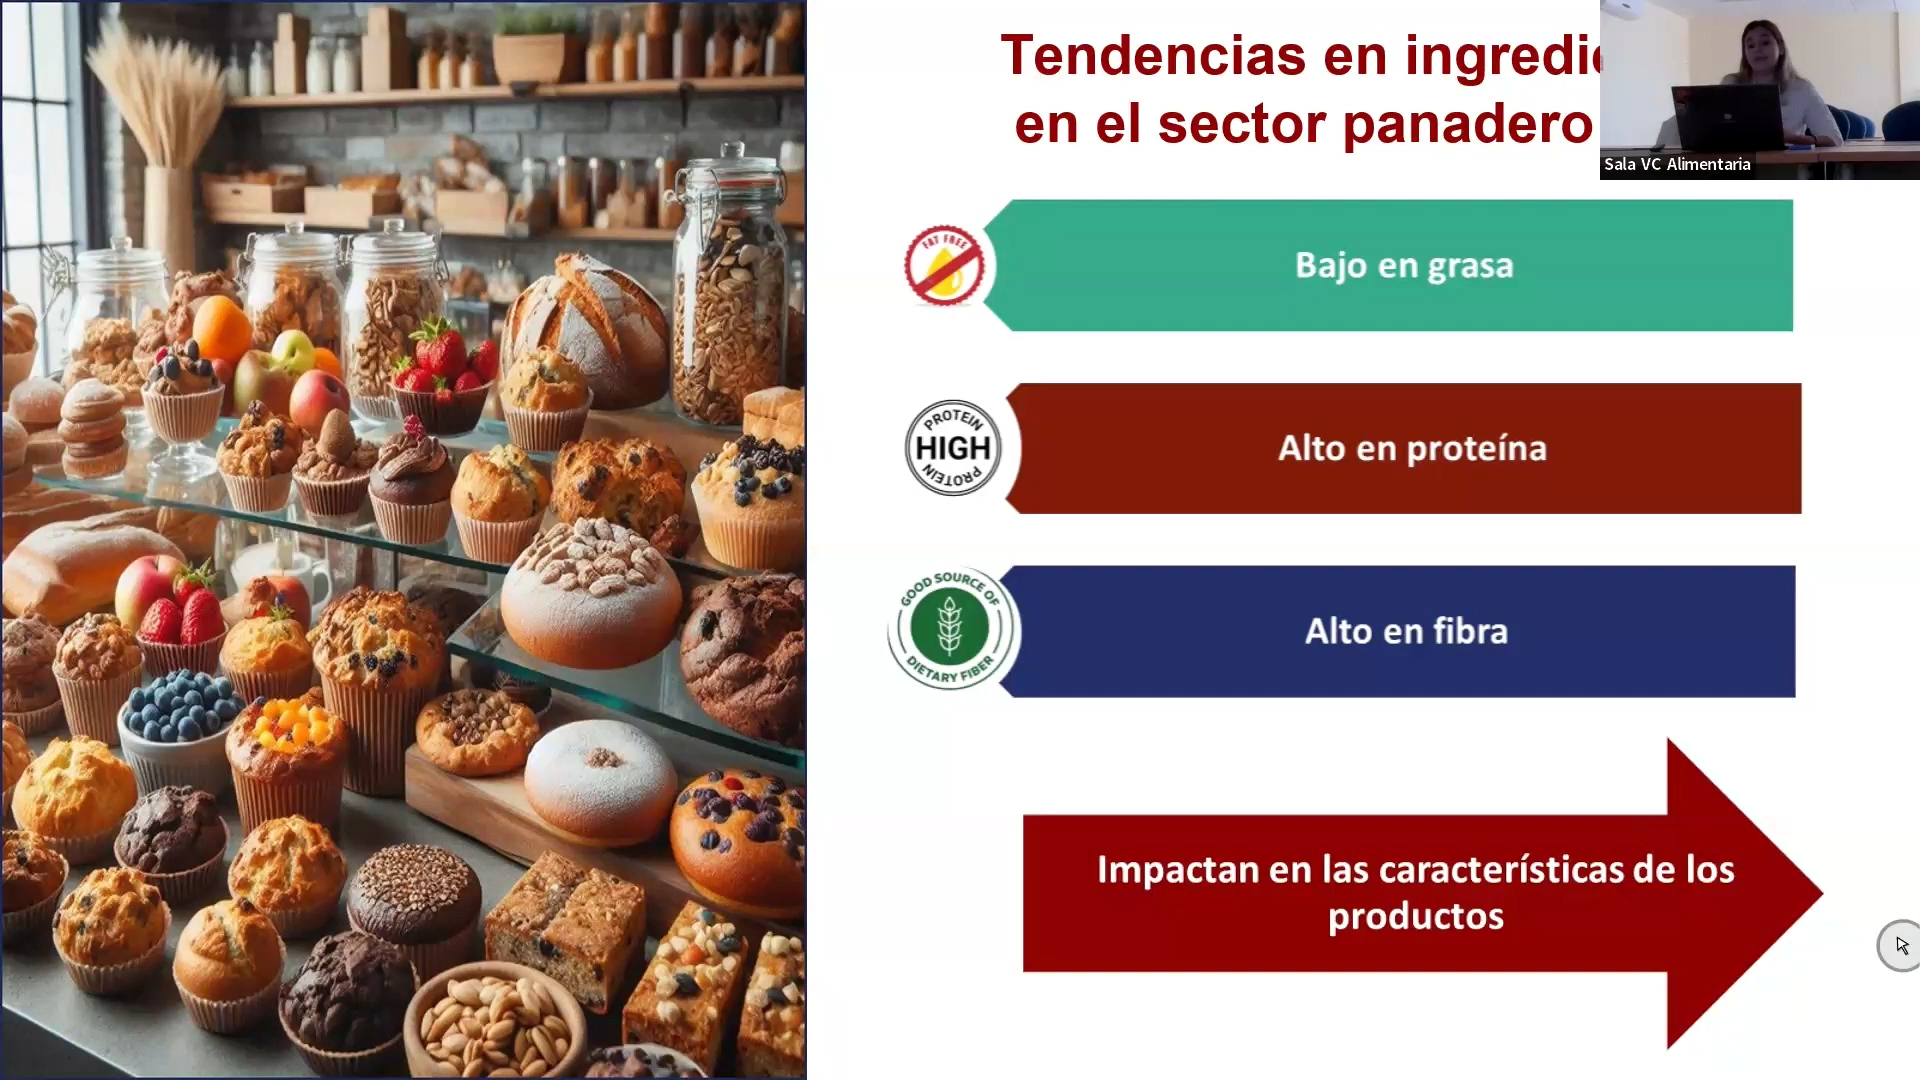 Tendencias en ingredi
en el sector panadero
Sala VC Alimentaria
FAT FREE
Bajo en grasa
PROTEIN
HIGH
PROTEIN
Alto en proteína
GOOD SOURCE OF
DIETARY FIBER
Alto en fibra
Impactan en las características de los
productos